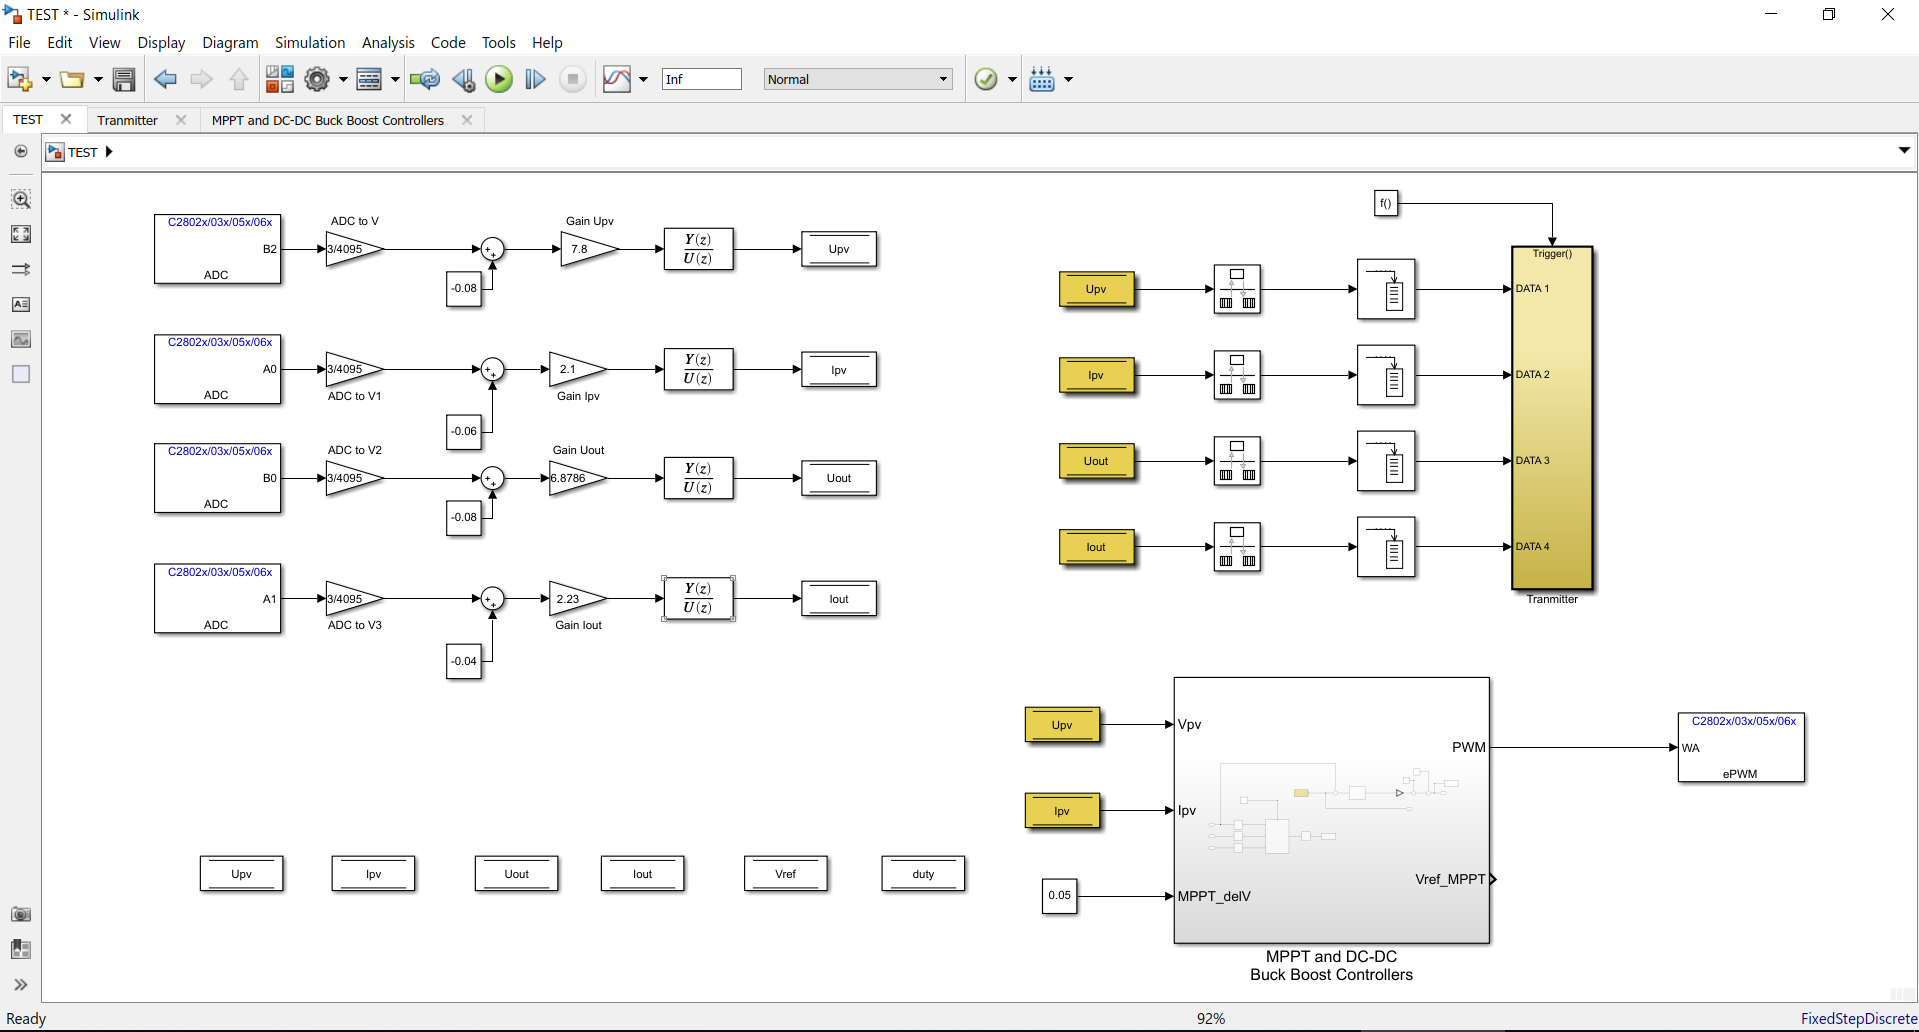 TEST * - Simulink
File Edit View Display Diagram Simulation Analysis Code Tools Help
Inf Normal
TEST Tranmitter MPPT and DC-DC Buck Boost Controllers
TEST
C2802x/03x/05x/06x
B2
ADC
ADC to V
3/4095
-0.08
Gain Upv
7.8
Y(z)
U(z)
Upv
C2802x/03x/05x/06x
A0
ADC
3/4095
ADC to V1
-0.06
2.1
Gain Ipv
Y(z)
U(z)
Ipv
C2802x/03x/05x/06x
B0
ADC
ADC to V2
3/4095
-0.08
Gain Uout
6.8786
Y(z)
U(z)
Uout
C2802x/03x/05x/06x
A1
ADC
3/4095
ADC to V3
-0.04
2.23
Gain Iout
Y(z)
U(z)
Iout
Upv Ipv Uout Iout Vref duty
f()
Trigger()
Upv DATA 1
Ipv DATA 2
Uout DATA 3
Iout DATA 4
Tranmitter
Upv Vpv
PWM
Ipv Ipv
Vref_MPPT
0.05 MPPT_delV
MPPT and DC-DC
Buck Boost Controllers
C2802x/03x/05x/06x
WA
ePWM
Ready 92% FixedStepDiscrete